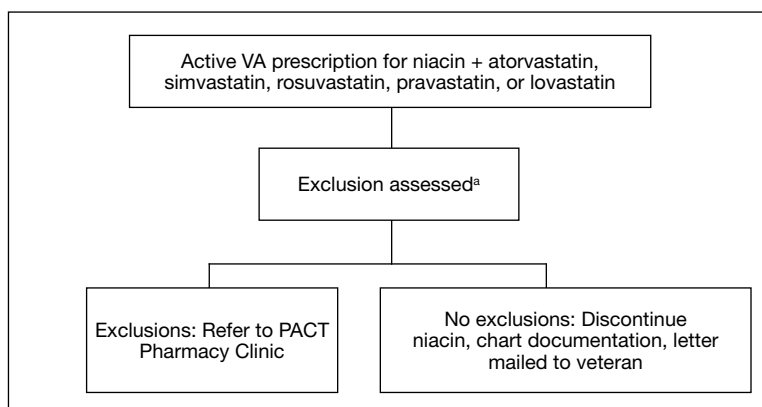 Active VA prescription for niacin + atorvastatin,
simvastatin, rosuvastatin, pravastatin, or lovastatin
Exclusion assessedᵃ
Exclusions: Refer to PACT
Pharmacy Clinic
No exclusions: Discontinue
niacin, chart documentation, letter
mailed to veteran